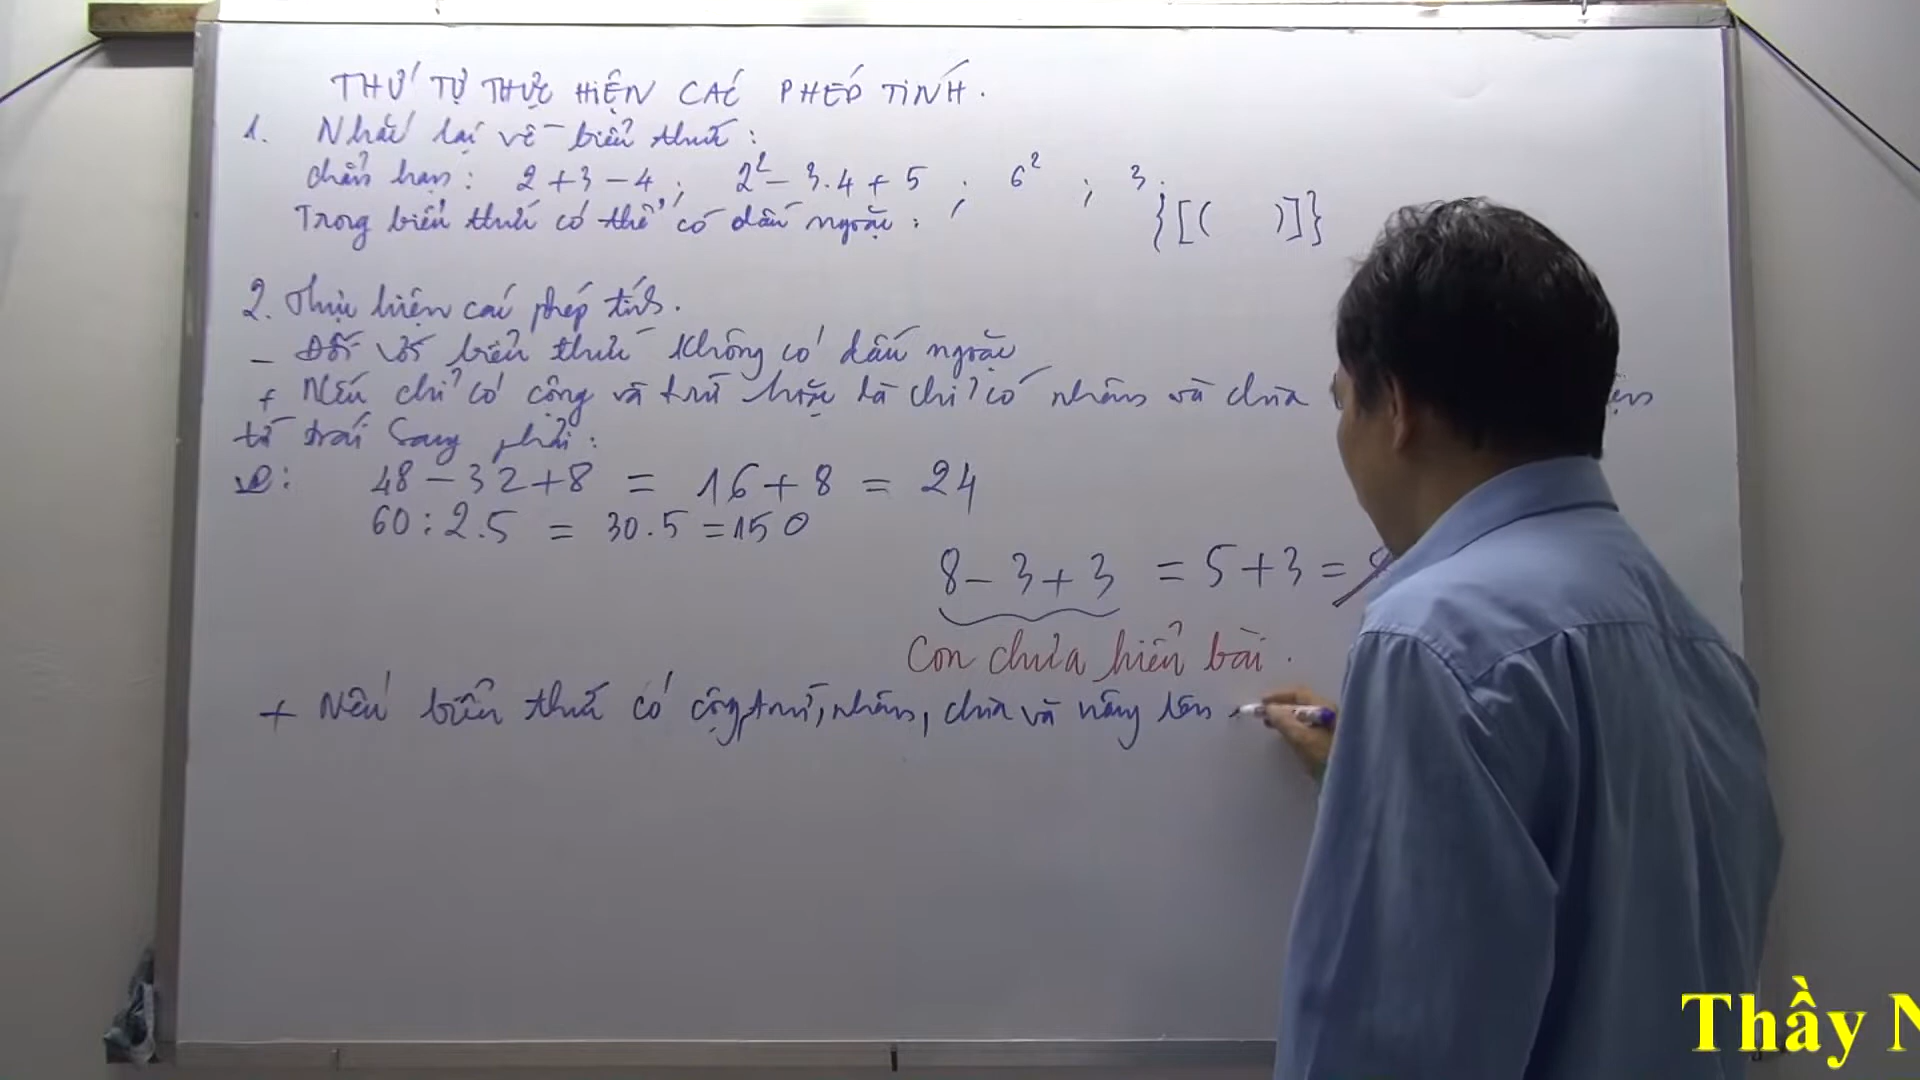 THỨ TỰ THỰC HIỆN CÁC PHÉP TÍNH.
1. Nhắc lại về biểu thức:
chẳn hạn: 2+3-4; 2²-3.4+5 ; 6² ; 3.
Trong biểu thức có thể có dấu ngoặc: {[( )]}
2. Thực hiện các phép tính.
- Đối với biểu thức không có dấu ngoặc
+ Nếu chỉ có cộng và trừ hoặc là chỉ có nhân và chia
từ trái sang phải:
VD: 48-32+8 = 16+8 = 24
60:2.5 = 30.5 =150
8-3+3 = 5+3 =
Con chưa hiểu bài.
+ Nếu biểu thức có cộng, trừ, nhân, chia và nâng lên
Thầy N